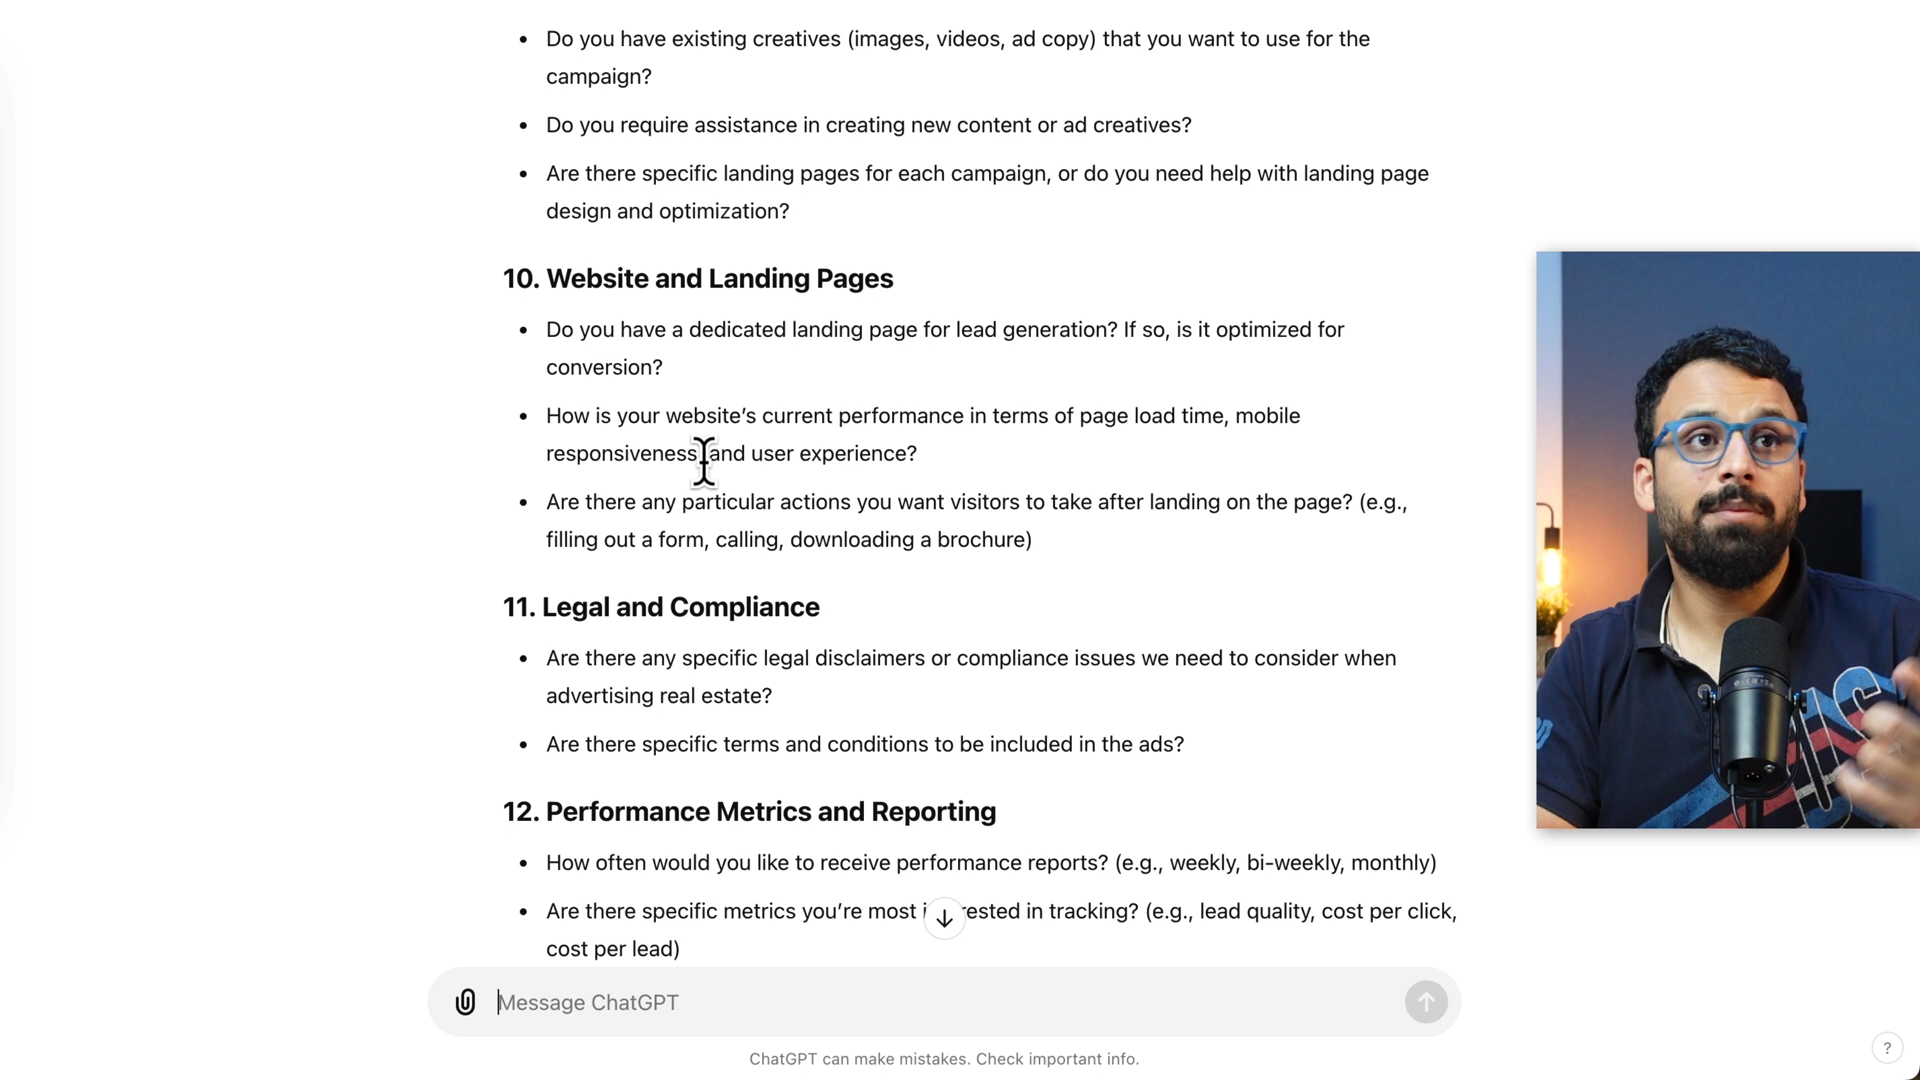 • Do you have existing creatives (images, videos, ad copy) that you want to use for the
campaign?
• Do you require assistance in creating new content or ad creatives?
• Are there specific landing pages for each campaign, or do you need help with landing page
design and optimization?
10. Website and Landing Pages
• Do you have a dedicated landing page for lead generation? If so, is it optimized for
conversion?
• How is your website’s current performance in terms of page load time, mobile
responsiveness, and user experience?
• Are there any particular actions you want visitors to take after landing on the page? (e.g.,
filling out a form, calling, downloading a brochure)
11. Legal and Compliance
• Are there any specific legal disclaimers or compliance issues we need to consider when
advertising real estate?
• Are there specific terms and conditions to be included in the ads?
12. Performance Metrics and Reporting
• How often would you like to receive performance reports? (e.g., weekly, bi-weekly, monthly)
• Are there specific metrics you’re most interested in tracking? (e.g., lead quality, cost per click,
cost per lead)
Message ChatGPT
ChatGPT can make mistakes. Check important info.
?